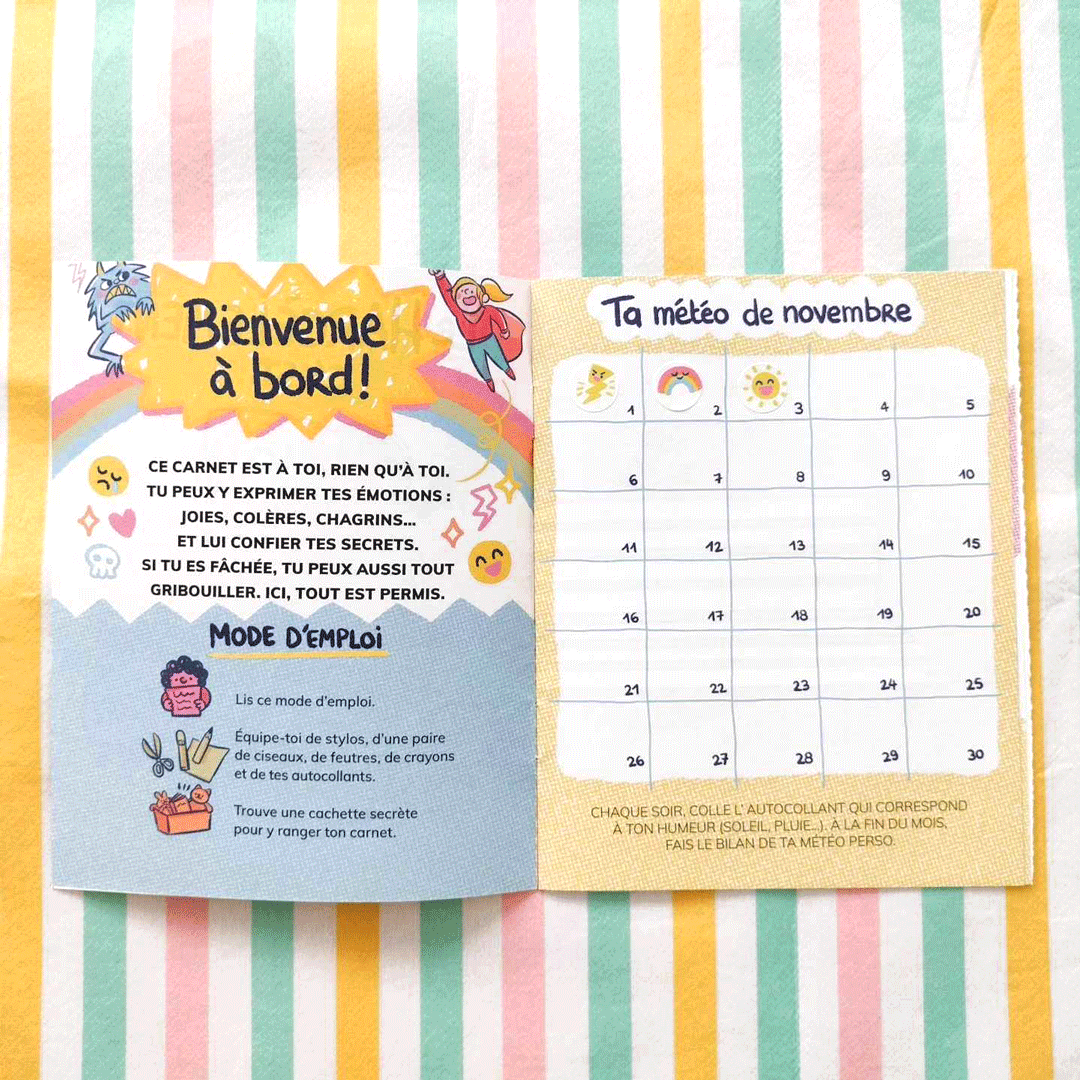 Bienvenue
à bord!
CE CARNET EST À TOI, RIEN QU'À TOI.
TU PEUX Y EXPRIMER TES ÉMOTIONS :
JOIES, COLÈRES, CHAGRINS...
ET LUI CONFIER TES SECRETS.
SI TU ES FÂCHÉE, TU PEUX AUSSI TOUT
GRIBOUILLER. ICI, TOUT EST PERMIS.
MODE D'EMPLOI
Lis ce mode d'emploi.
Équipe-toi de stylos, d'une paire
de ciseaux, de feutres, de crayons
et de tes autocollants.
Trouve une cachette secrète
pour y ranger ton carnet.
Ta météo de novembre
1 2 3 4 5
6 7 8 9 10
11 12 13 14 15
16 17 18 19 20
21 22 23 24 25
26 27 28 29 30
CHAQUE SOIR, COLLE L' AUTOCOLLANT QUI CORRESPOND
À TON HUMEUR (SOLEIL, PLUIE...). À LA FIN DU MOIS,
FAIS LE BILAN DE TA MÉTÉO PERSO.